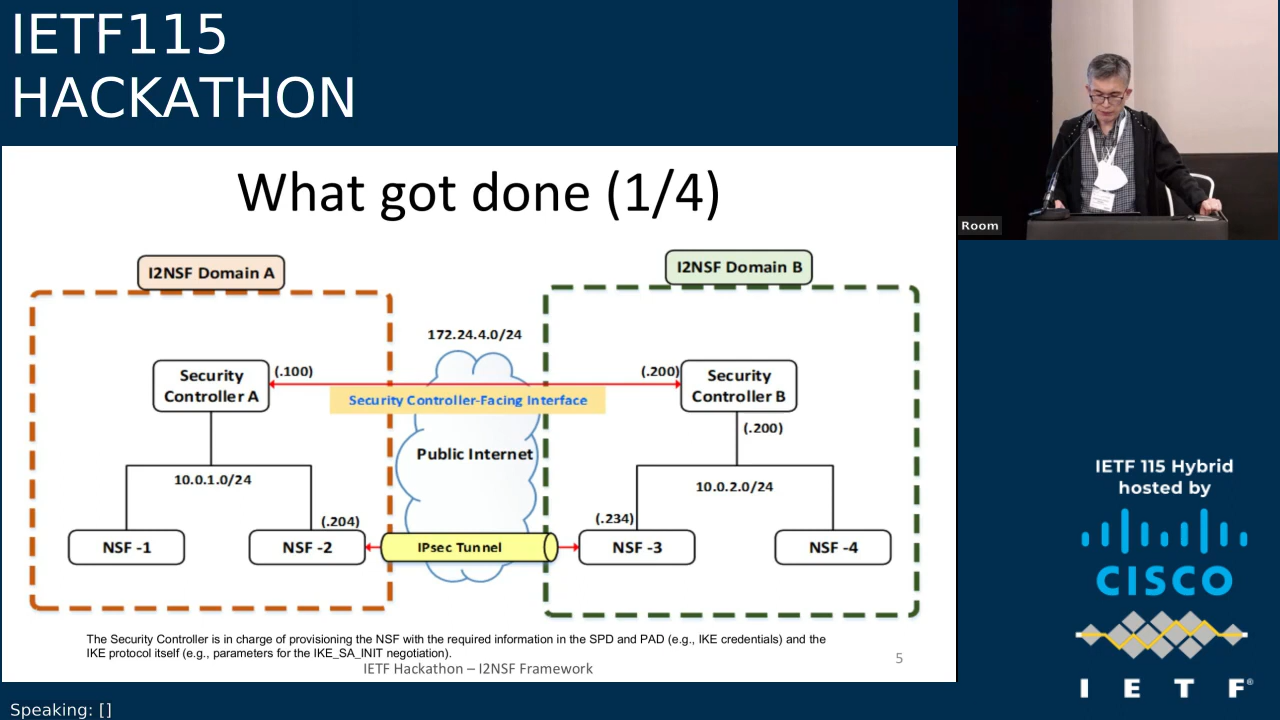 IETF115
HACKATHON
Room
What got done (1/4)
I2NSF Domain A
I2NSF Domain B
172.24.4.0/24
Security
Controller A
(.100)
(.200)
Security
Controller B
Security Controller-Facing Interface
(.200)
Public Internet
10.0.1.0/24
10.0.2.0/24
(.204)
(.234)
NSF -1
NSF -2
IPsec Tunnel
NSF -3
NSF -4
The Security Controller is in charge of provisioning the NSF with the required information in the SPD and PAD (e.g., IKE credentials) and the
IKE protocol itself (e.g., parameters for the IKE_SA_INIT negotiation).
IETF Hackathon – I2NSF Framework
5
IETF 115 Hybrid
hosted by
CISCO
I E T F®
Speaking: []